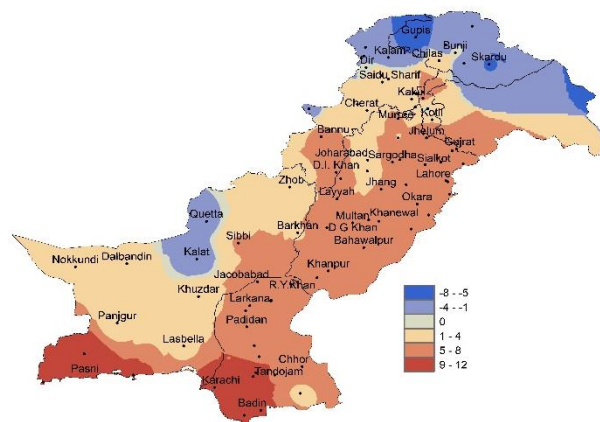 Gupis
Bunji
Kalam
Chilas
Skardu
Dir
Saidu Sharif
Kakul
Cherat
Kotli
Bannu
Jhelum
Gujrat
Joharabad
Sargodha
Sialkot
D.I. Khan
Lahore
Zhob
Jhang
Layyah
Okara
Quetta
Multan
Khanewal
Barkhan
D G Khan
Sibbi
Bahawalpur
Kalat
Dalbandin
Nokkundi
Khanpur
Jacobabad
R.Y.Khan
Khuzdar
Larkana
Panjgur
Padidan
Lasbella
Chhor
Pasni
Tandojam
Karachi
Badin
-8 - -5
-4 - -1
0
1 - 4
5 - 8
9 - 12